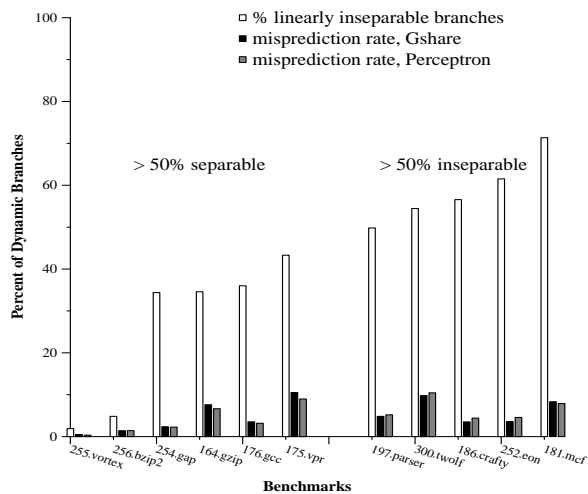 100
80
60
40
20
0
Percent of Dynamic Branches
% linearly inseparable branches
misprediction rate, Gshare
misprediction rate, Perceptron
> 50% separable
> 50% inseparable
255.vortex
256.bzip2
254.gap
164.gzip
176.gcc
175.vpr
197.parser
300.twolf
186.crafty
252.eon
181.mcf
Benchmarks